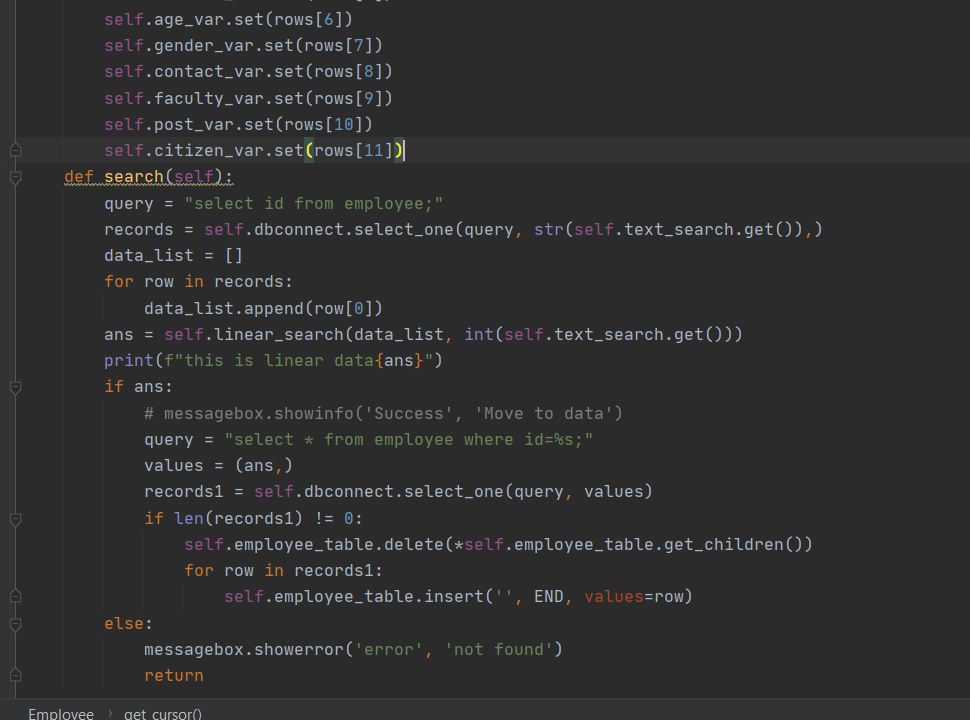 self.age_var.set(rows[6])
self.gender_var.set(rows[7])
self.contact_var.set(rows[8])
self.faculty_var.set(rows[9])
self.post_var.set(rows[10])
self.citizen_var.set(rows[11])
def search(self):
query = "select id from employee;"
records = self.dbconnect.select_one(query, str(self.text_search.get()),)
data_list = []
for row in records:
data_list.append(row[0])
ans = self.linear_search(data_list, int(self.text_search.get()))
print(f"this is linear data{ans}")
if ans:
# messagebox.showinfo('Success', 'Move to data')
query = "select * from employee where id=%s;"
values = (ans,)
records1 = self.dbconnect.select_one(query, values)
if len(records1) != 0:
self.employee_table.delete(*self.employee_table.get_children())
for row in records1:
self.employee_table.insert('', END, values=row)
else:
messagebox.showerror('error', 'not found')
return
Employee › get_cursor()